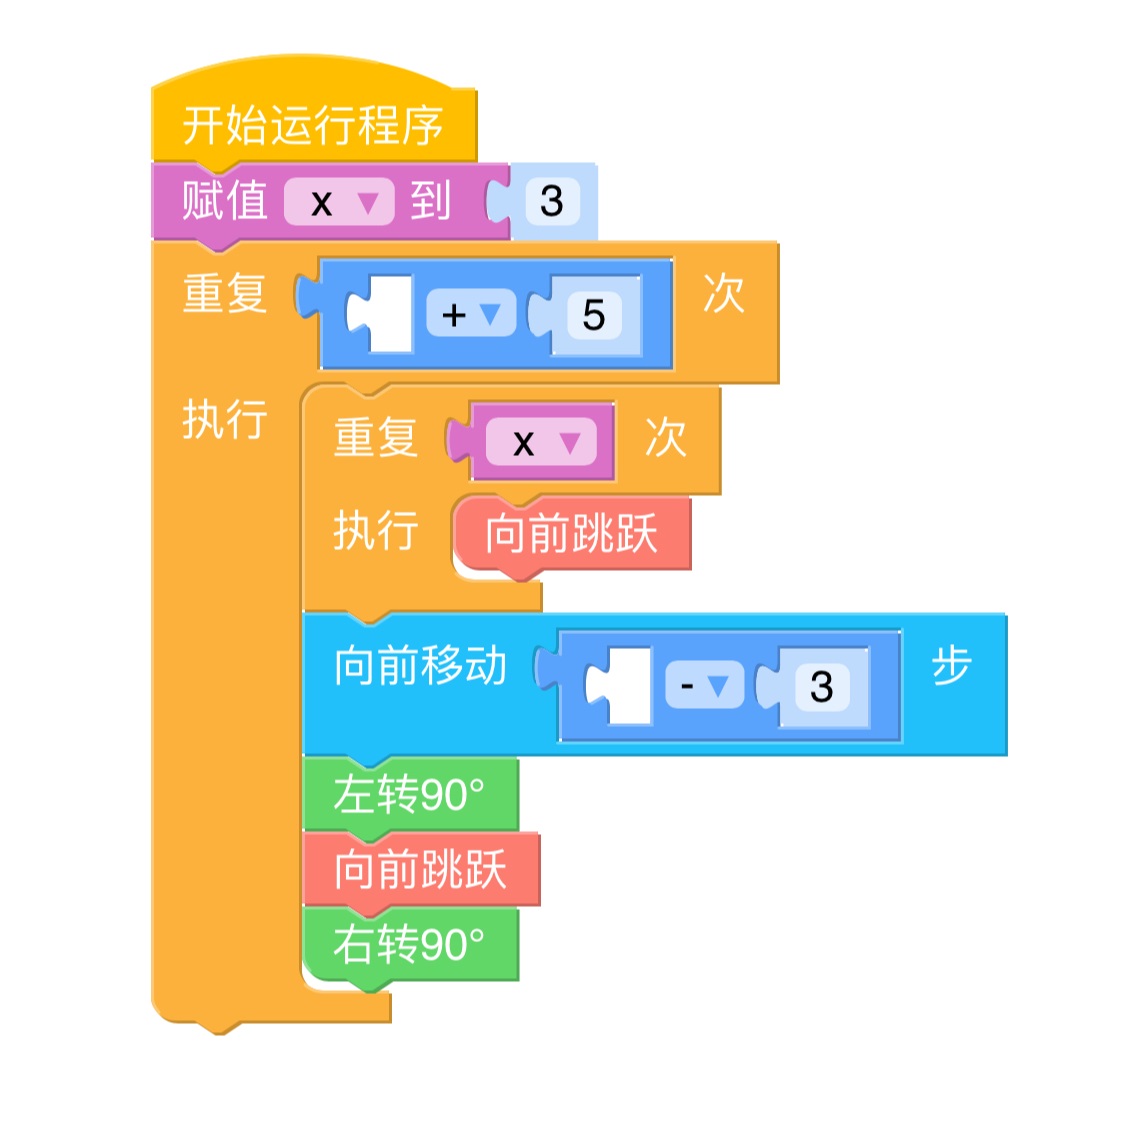 开始运行程序
赋值 x ▼ 到 3
重复 + ▼ 5 次
执行
重复 x ▼ 次
执行 向前跳跃
向前移动 - ▼ 3 步
左转90°
向前跳跃
右转90°